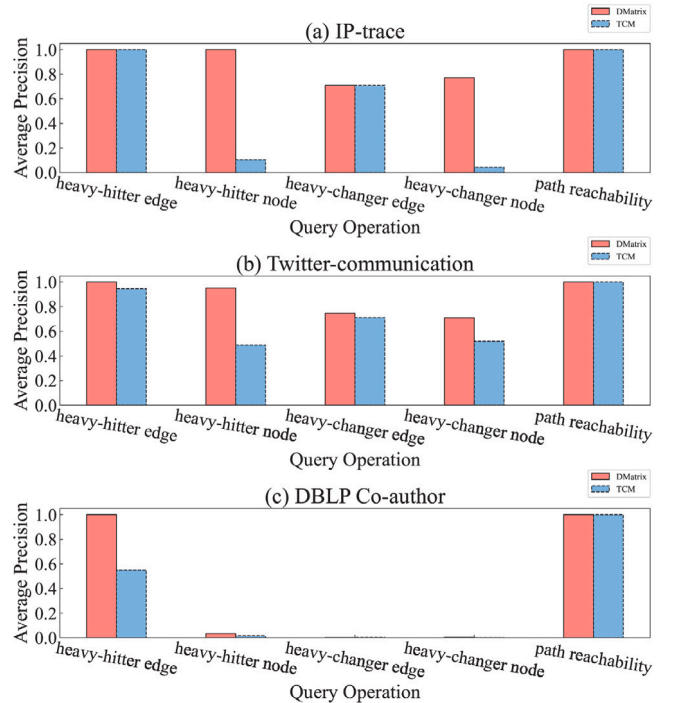 DMatrix
TCM
(a) IP-trace
Average Precision
1.0
0.8
0.6
0.4
0.2
0.0
heavy-hitter edge
heavy-hitter node
heavy-changer edge
heavy-changer node
path reachability
Query Operation
DMatrix
TCM
(b) Twitter-communication
Average Precision
1.0
0.8
0.6
0.4
0.2
0.0
heavy-hitter edge
heavy-hitter node
heavy-changer edge
heavy-changer node
path reachability
Query Operation
DMatrix
TCM
(c) DBLP Co-author
Average Precision
1.0
0.8
0.6
0.4
0.2
0.0
heavy-hitter edge
heavy-hitter node
heavy-changer edge
heavy-changer node
path reachability
Query Operation